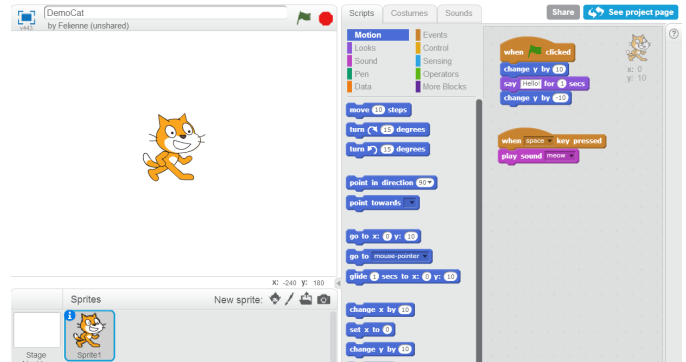 DemoCat
v443
by Felienne (unshared)
X: -240 Y: 180
Sprites
New sprite:
Stage
Sprite1
Scripts
Costumes
Sounds
Share
See project page
Motion
Events
Looks
Control
Sound
Sensing
Pen
Operators
Data
More Blocks
move 10 steps
turn 15 degrees
turn 15 degrees
point in direction 90
point towards
go to x: 0 y: 10
go to mouse-pointer
glide 1 secs to x: 0 y: 10
change x by 10
set x to 0
change y by 10
when clicked
change y by 10
say Hello! for 1 secs
change y by -10
when space key pressed
play sound meow
x: 0
y: 10
?